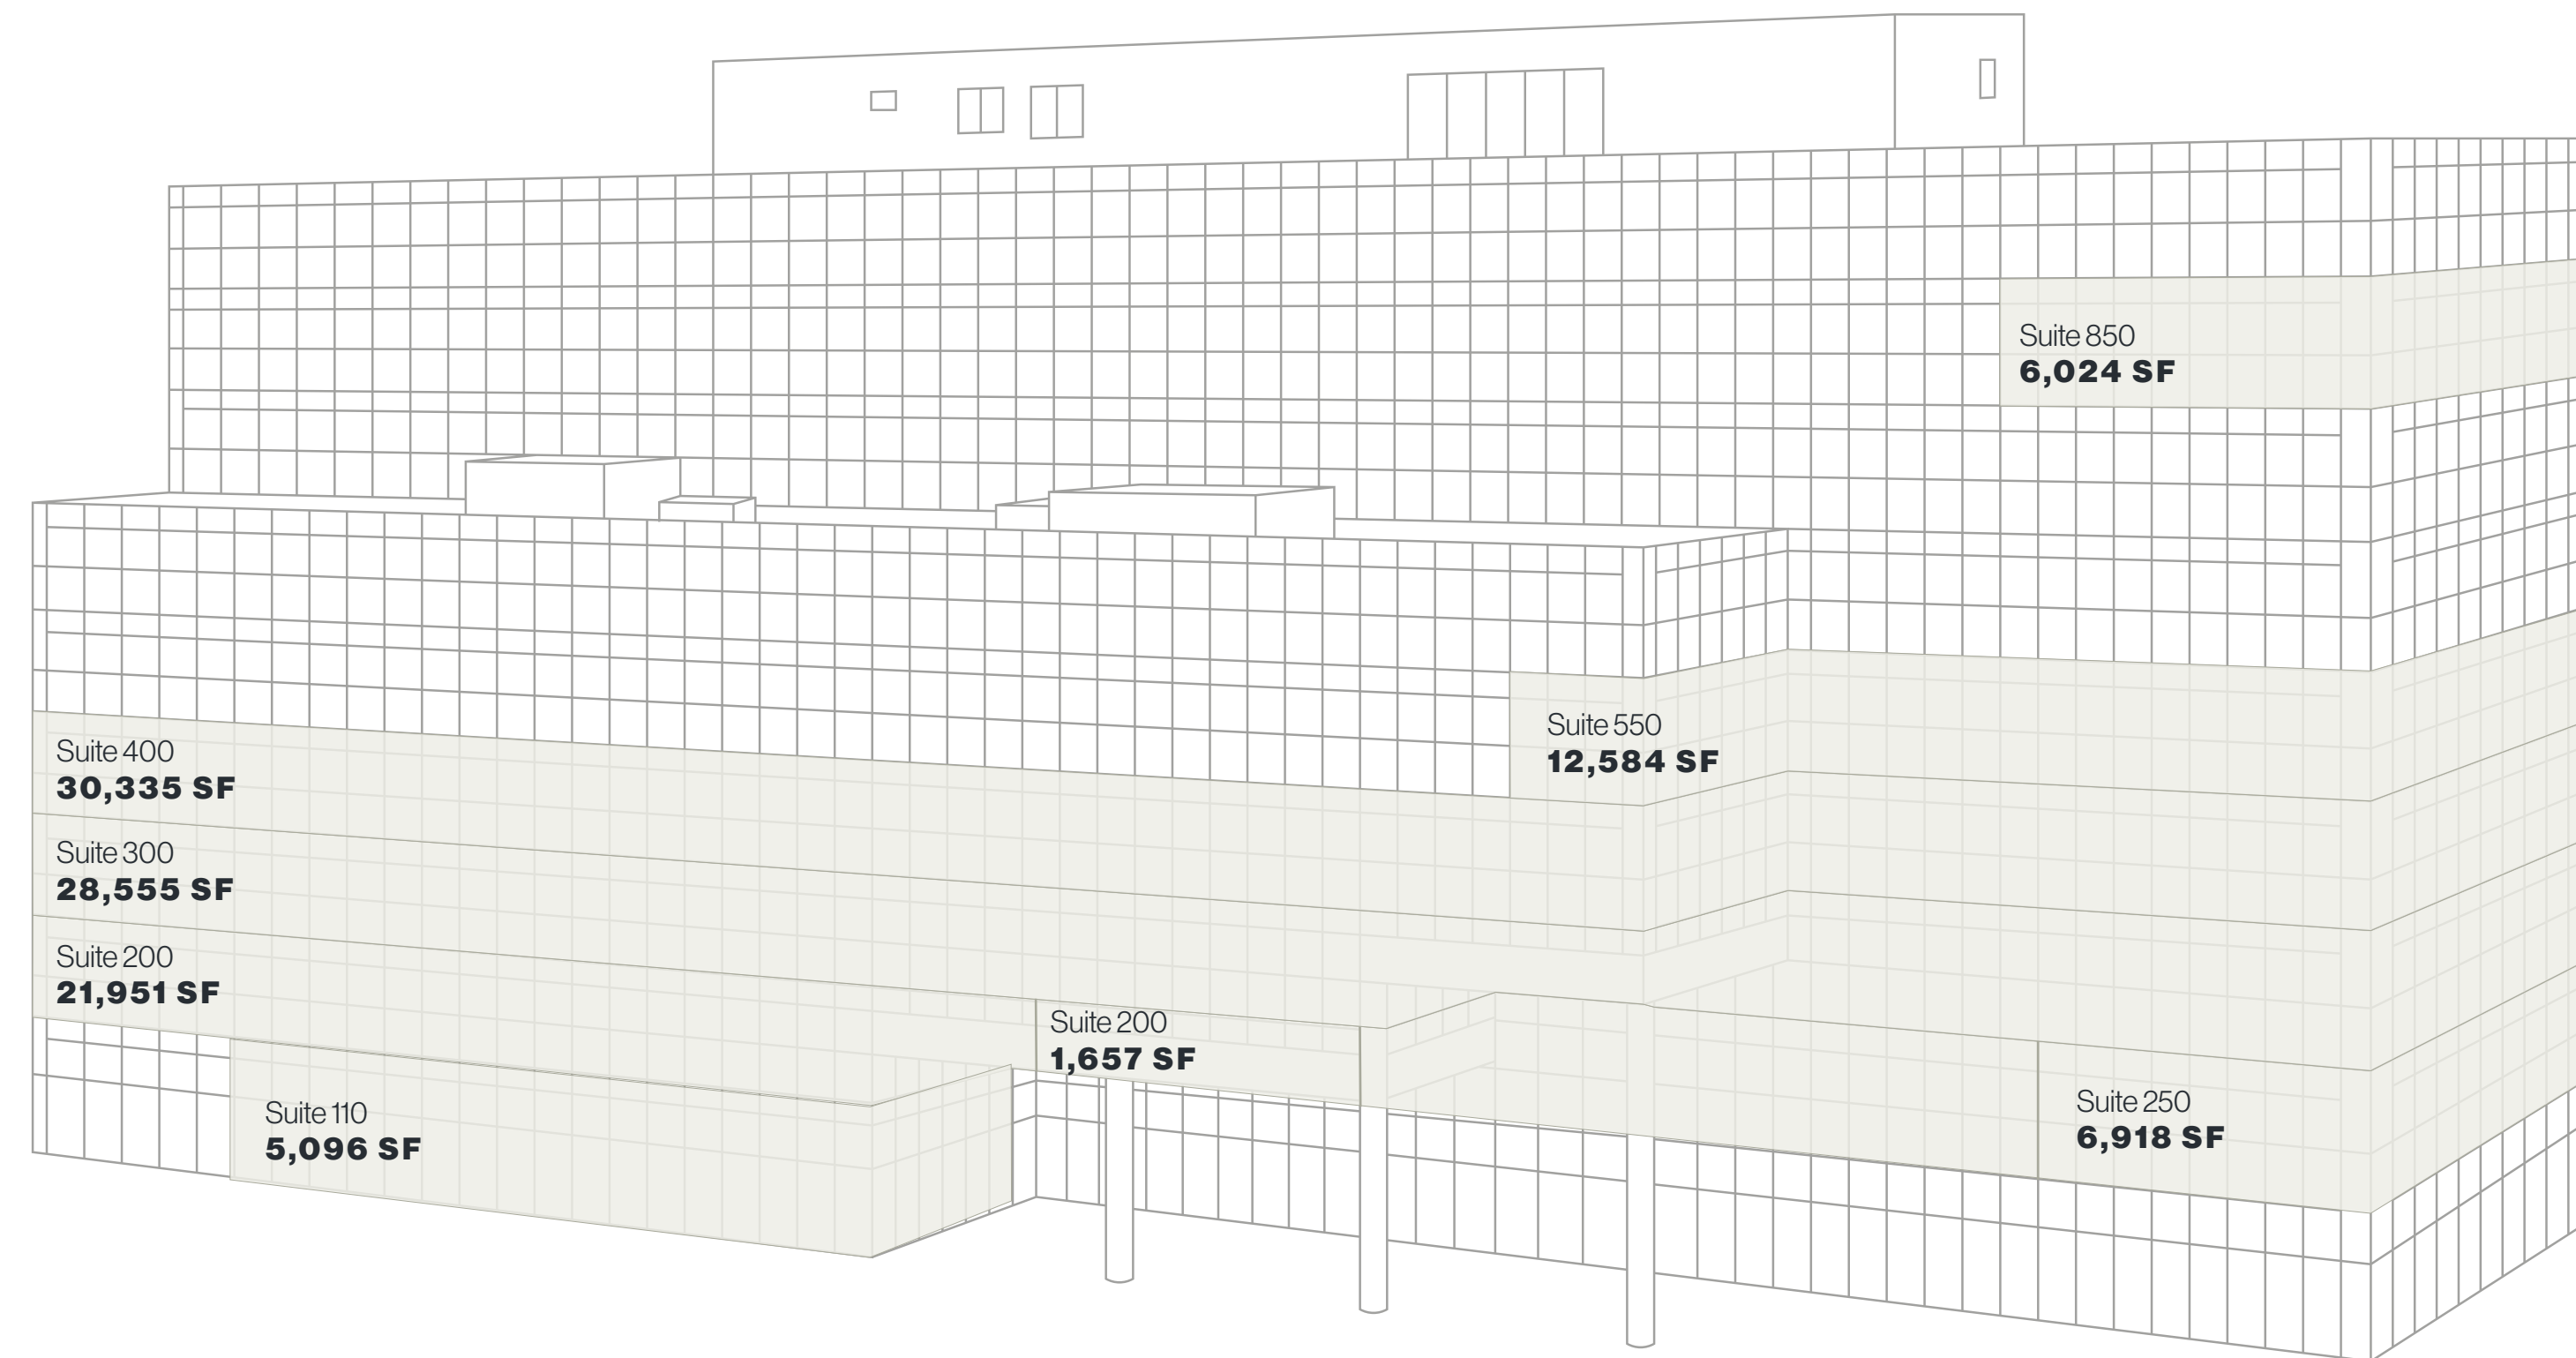 Suite 850
6,024 SF
Suite 550
12,584 SF
Suite 400
30,335 SF
Suite 300
28,555 SF
Suite 200
21,951 SF
Suite 200
1,657 SF
Suite 250
6,918 SF
Suite 110
5,096 SF